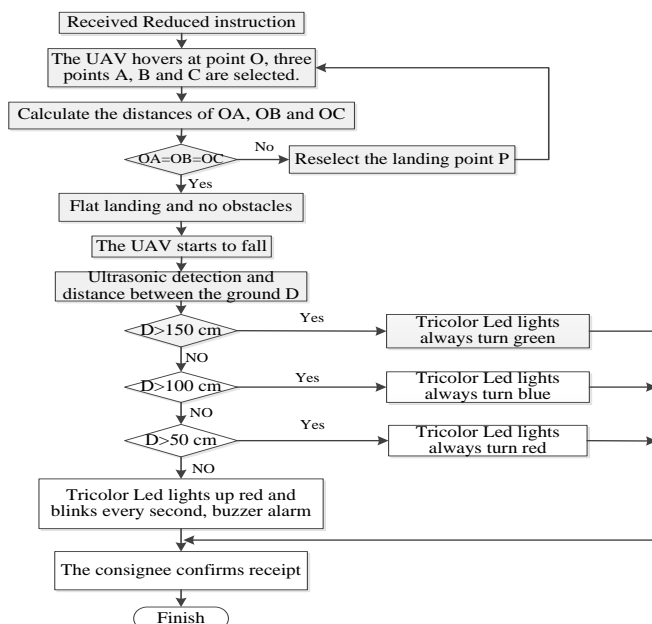 Received Reduced instruction
The UAV hovers at point O, three
points A, B and C are selected.
Calculate the distances of OA, OB and OC
OA=OB=OC
No
Reselect the landing point P
Yes
Flat landing and no obstacles
The UAV starts to fall
Ultrasonic detection and
distance between the ground D
D>150 cm
Yes
Tricolor Led lights
always turn green
NO
D>100 cm
Yes
Tricolor Led lights
always turn blue
NO
D>50 cm
Yes
Tricolor Led lights
always turn red
NO
Tricolor Led lights up red and
blinks every second, buzzer alarm
The consignee confirms receipt
Finish